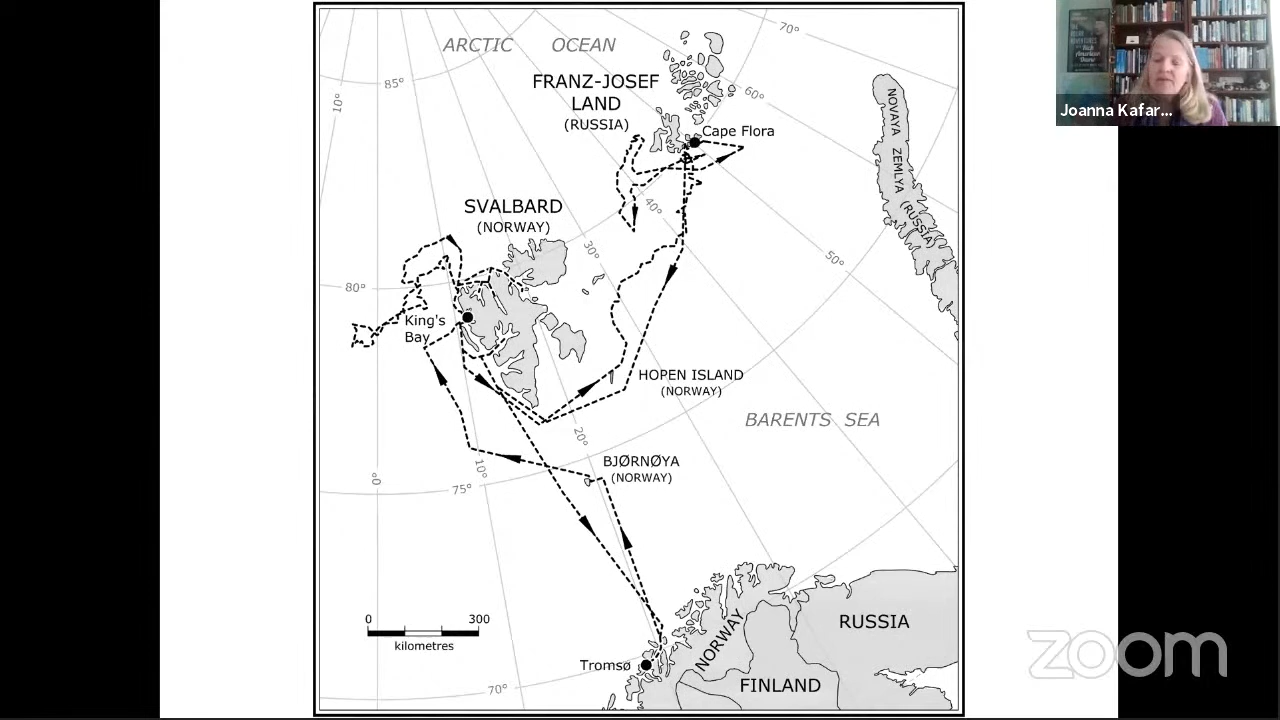 ARCTIC OCEAN
70°
85°
FRANZ-JOSEF
LAND
(RUSSIA)
60°
10°
Cape Flora
NOVAYA ZEMLYA (RUSSIA)
SVALBARD
(NORWAY)
40°
30°
50°
80°
King's
Bay
HOPEN ISLAND
(NORWAY)
BARENTS SEA
20°
BJØRNØYA
(NORWAY)
10°
0°
75°
0 300
kilometres
NORWAY
RUSSIA
Tromsø
FINLAND
70°
Joanna Kafar...
zoom